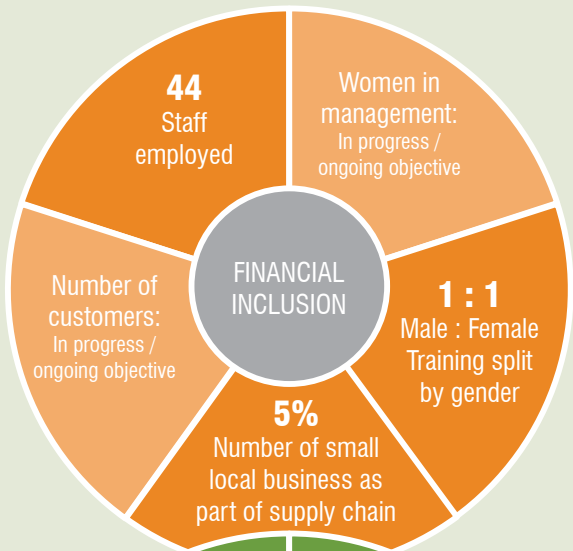 44
Staff
employed
Women in
management:
In progress /
ongoing objective
FINANCIAL
INCLUSION
Number of
customers:
In progress /
ongoing objective
1 : 1
Male : Female
Training split
by gender
5%
Number of small
local business as
part of supply chain